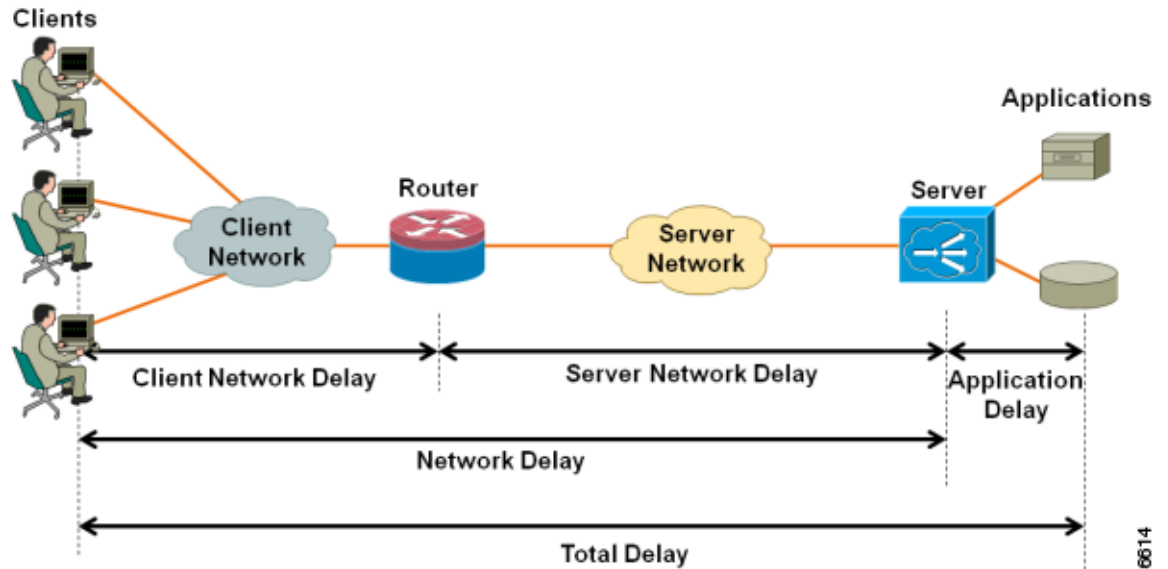 Clients
Applications
Router
Server
Client
Network
Server
Network
Client Network Delay
Server Network Delay
Application
Delay
Network Delay
Total Delay
6614